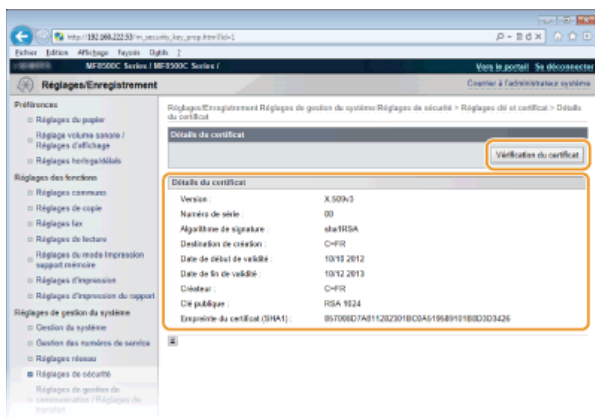 http://192.168.222.53/m_security_key_prop.html?id=1
Fichier Edition Affichage Favoris Outils ?
MF8500C Series / MF8500C Series /
Vers le portail Se déconnecter
Réglages/Enregistrement
Courrier à l'administrateur système
Préférences
Réglages du papier
Réglage volume sonore /
Réglages d'affichage
Réglages horloge/délais
Réglages des fonctions
Réglages communs
Réglages de copie
Réglages fax
Réglages de lecture
Réglages du mode Impression
support mémoire
Réglages d'impression
Réglages d'impression du rapport
Réglages de gestion du système
Gestion du système
Gestion des numéros de service
Réglages réseau
Réglages de sécurité
Réglages de gestion de
communication / Réglages de
transfert
Réglages/Enregistrement:Réglages de gestion du système:Réglages de sécurité > Réglages clé et certificat > Détails
du certificat
Détails du certificat
Vérification du certificat
Détails du certificat
Version : X.509v3
Numéro de série : 00
Algorithme de signature : sha1RSA
Destination de création : C=FR
Date de début de validité : 10/10 2012
Date de fin de validité : 10/12 2013
Créateur : C=FR
Clé publique : RSA 1024
Empreinte du certificat (SHA1) :